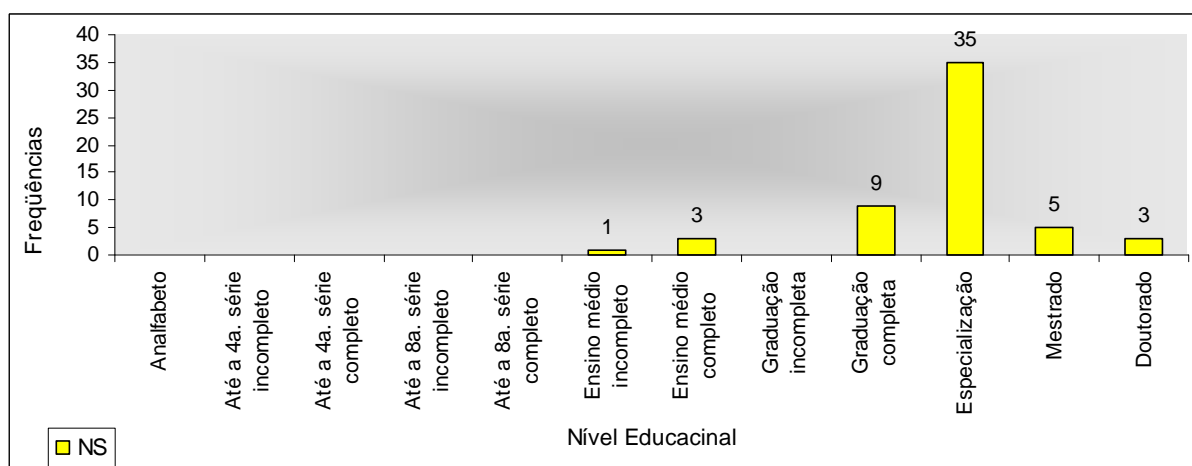 Freqüências
40
35
30
25
20
15
10
5
0
1
3
9
35
5
3
Analfabeto
Até a 4a. série
incompleto
Até a 4a. série
completo
Até a 8a. série
incompleto
Até a 8a. série
completo
Ensino médio
incompleto
Ensino médio
completo
Graduação
incompleta
Graduação
completa
Especialização
Mestrado
Doutorado
Nível Educacinal
NS